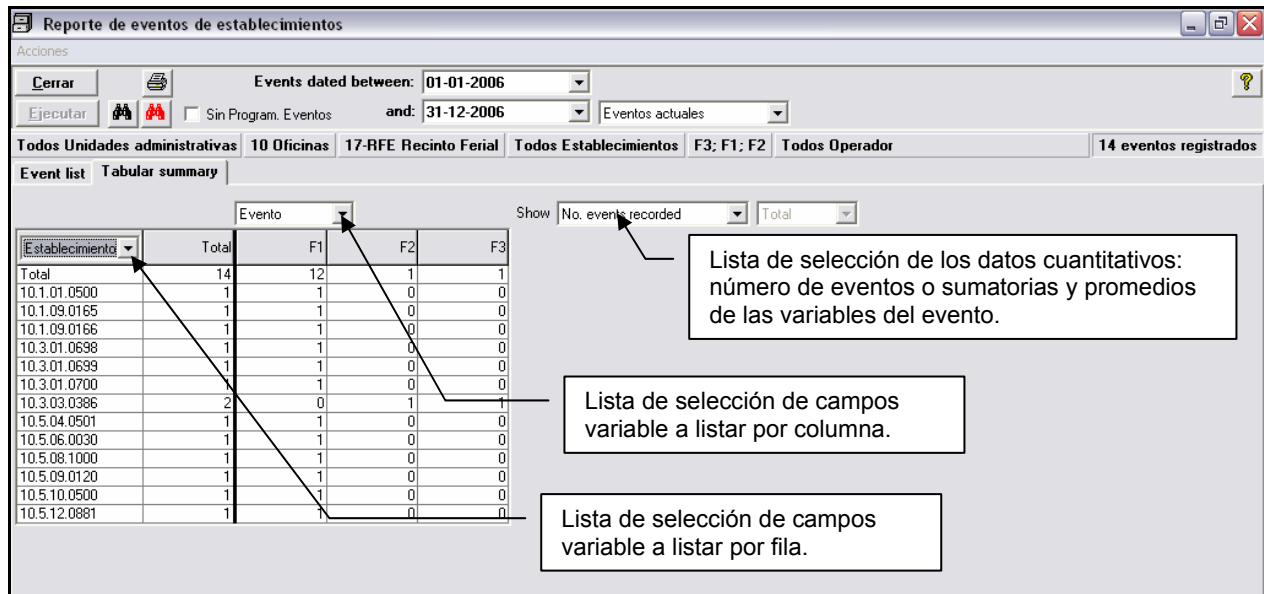 Reporte de eventos de establecimientos
Acciones
Cerrar Events dated between: 01-01-2006
Ejecutar Sin Program. Eventos and: 31-12-2006 Eventos actuales
Todos Unidades administrativas 10 Oficinas 17-RFE Recinto Ferial Todos Establecimientos F3; F1; F2 Todos Operador 14 eventos registrados
Event list Tabular summary
Evento Show No. events recorded Total
Establecimiento Total F1 F2 F3
Total 14 12 1 1
10.1.01.0500 1 1 0 0
10.1.09.0165 1 1 0 0
10.1.09.0166 1 1 0 0
10.3.01.0698 1 1 0 0
10.3.01.0699 1 1 0 0
10.3.01.0700 1 1 0 0
10.3.03.0386 2 0 1 1
10.5.04.0501 1 1 0 0
10.5.06.0030 1 1 0 0
10.5.08.1000 1 1 0 0
10.5.09.0120 1 1 0 0
10.5.10.0500 1 1 0 0
10.5.12.0881 1 1 0 0
Lista de selección de los datos cuantitativos:
número de eventos o sumatorias y promedios
de las variables del evento.
Lista de selección de campos
variable a listar por columna.
Lista de selección de campos
variable a listar por fila.